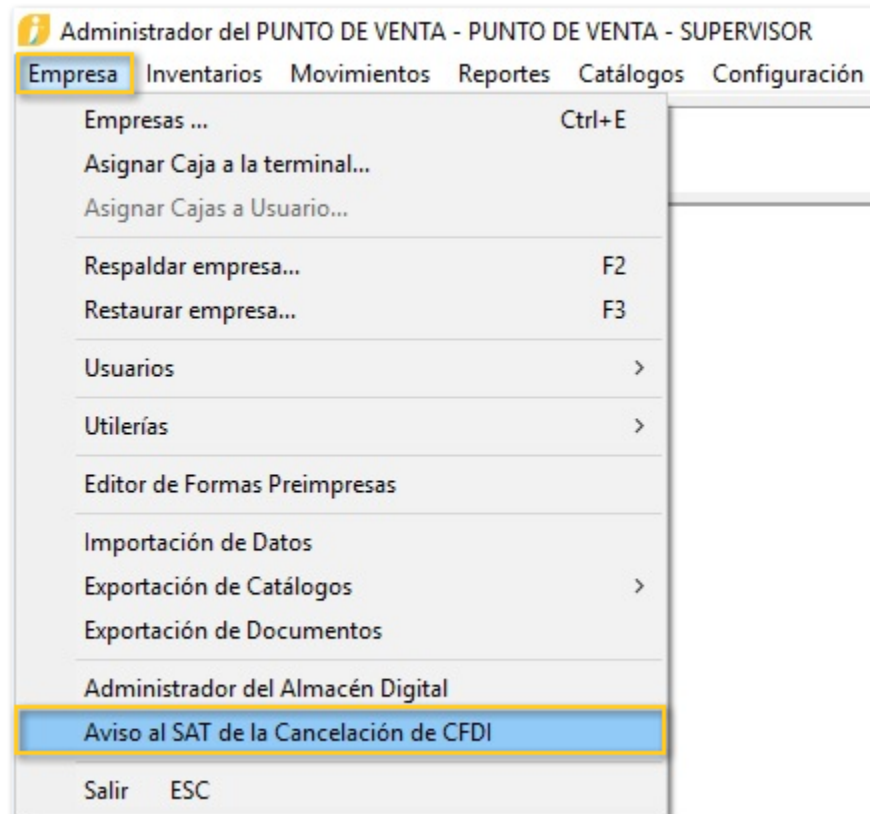 Administrador del PUNTO DE VENTA - PUNTO DE VENTA - SUPERVISOR
Empresa Inventarios Movimientos Reportes Catálogos Configuración
Empresas ... Ctrl+E
Asignar Caja a la terminal...
Asignar Cajas a Usuario...
Respaldar empresa... F2
Restaurar empresa... F3
Usuarios
Utilerías
Editor de Formas Preimpresas
Importación de Datos
Exportación de Catálogos
Exportación de Documentos
Administrador del Almacén Digital
Aviso al SAT de la Cancelación de CFDI
Salir ESC